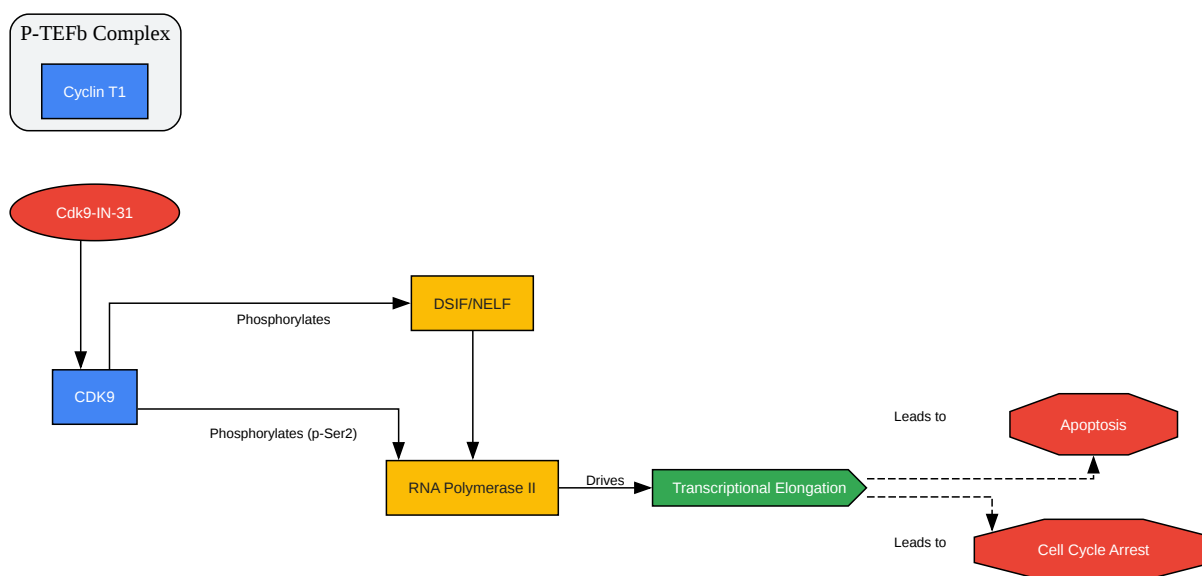 P-TEFb Complex
Cyclin T1
Cdk9-IN-31
DSIF/NELF
Phosphorylates
CDK9
Phosphorylates (p-Ser2)
RNA Polymerase II
Drives
Transcriptional Elongation
Leads to
Apoptosis
Leads to
Cell Cycle Arrest